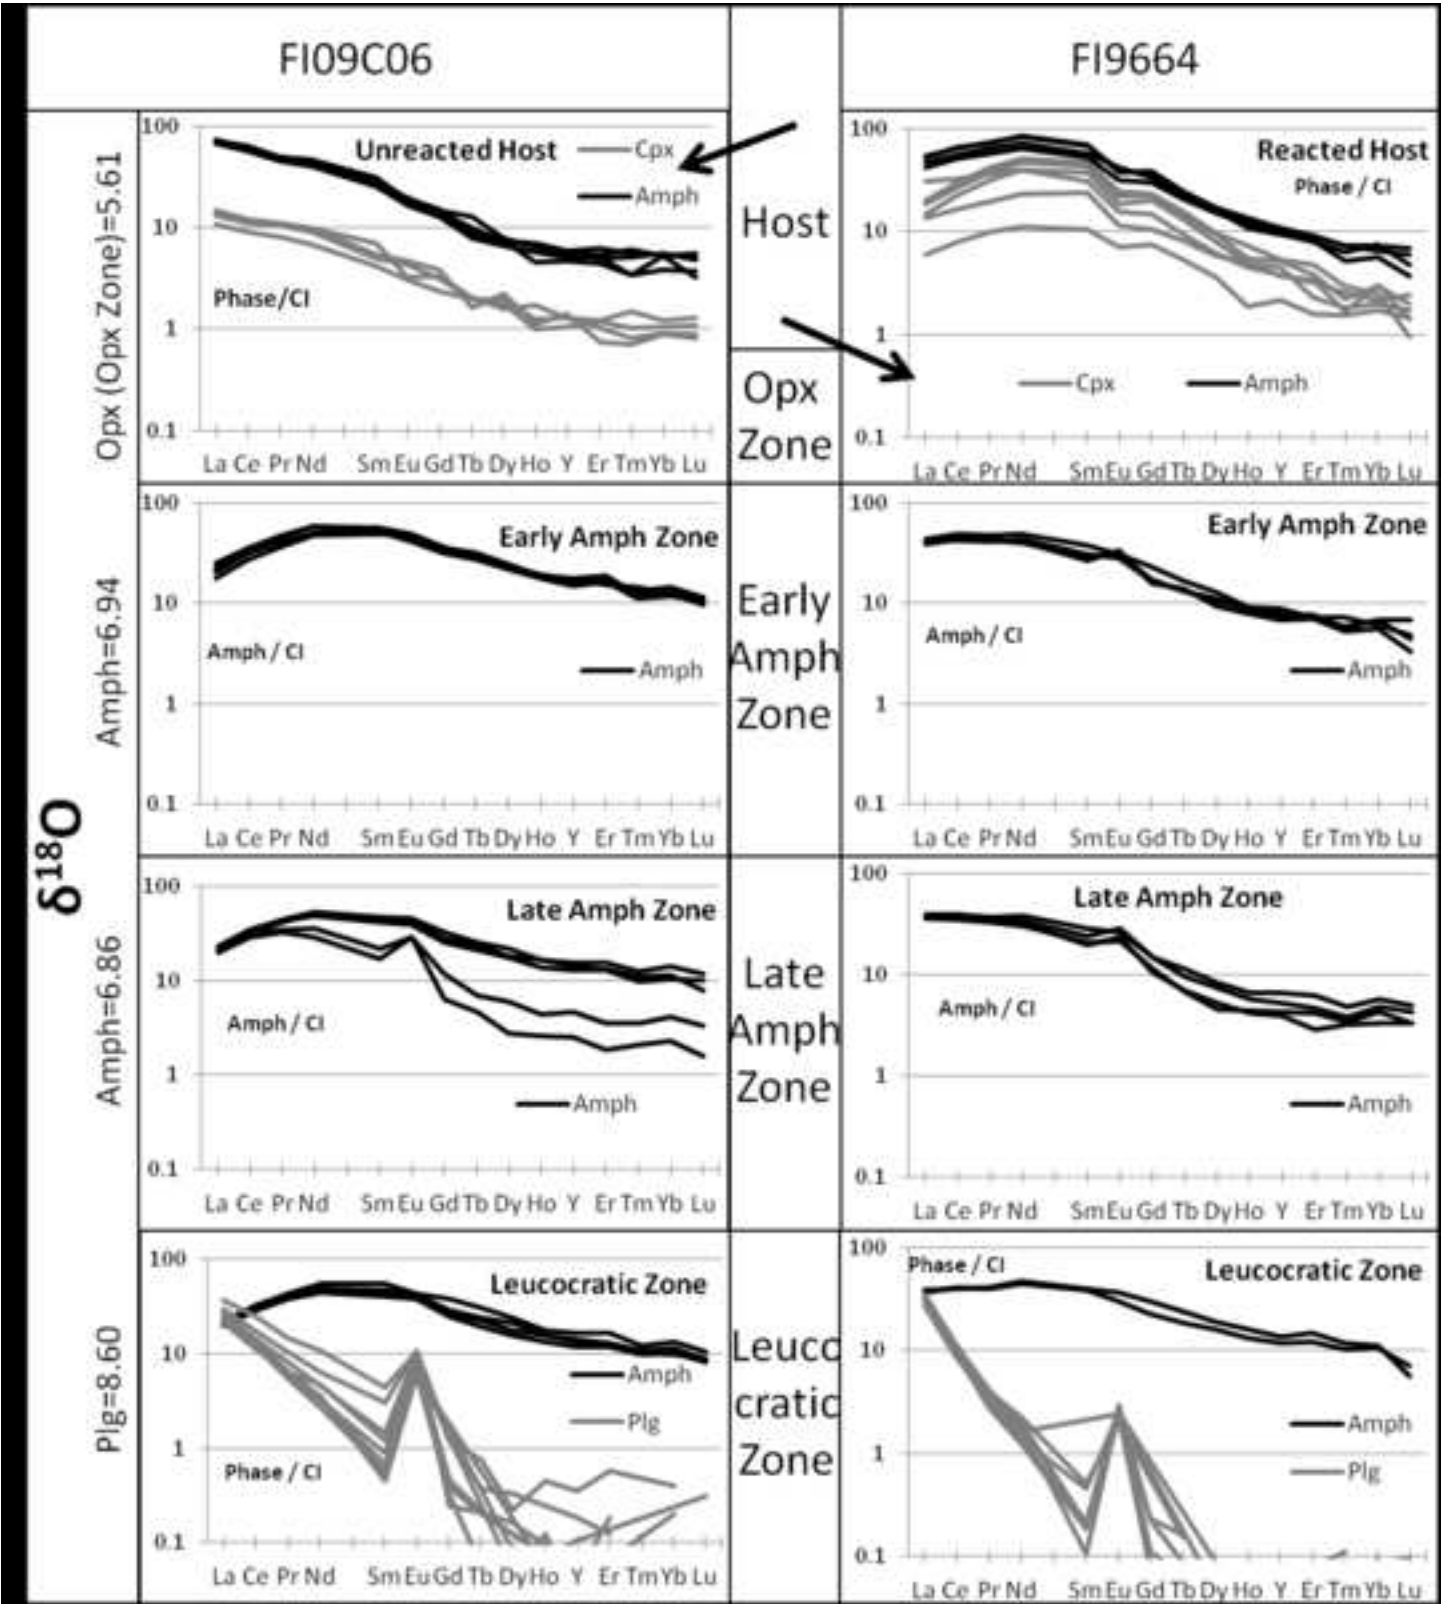 FI09C06
FI9664
δ18O
Opx (Opx Zone)=5.61
100
10
1
0.1
Unreacted Host
Cpx
Amph
Phase/CI
La Ce Pr Nd Sm Eu Gd Tb Dy Ho Y Er Tm Yb Lu
Host
Opx
Zone
100
10
1
0.1
Reacted Host
Phase / CI
Cpx
Amph
La Ce Pr Nd Sm Eu Gd Tb Dy Ho Y Er Tm Yb Lu
Amph=6.94
100
10
1
0.1
Early Amph Zone
Amph / CI
Amph
La Ce Pr Nd Sm Eu Gd Tb Dy Ho Y Er Tm Yb Lu
Early
Amph
Zone
100
10
1
0.1
Early Amph Zone
Amph / CI
Amph
La Ce Pr Nd Sm Eu Gd Tb Dy Ho Y Er Tm Yb Lu
Amph=6.86
100
10
1
0.1
Late Amph Zone
Amph / CI
Amph
La Ce Pr Nd Sm Eu Gd Tb Dy Ho Y Er Tm Yb Lu
Late
Amph
Zone
100
10
1
0.1
Late Amph Zone
Amph / CI
Amph
La Ce Pr Nd Sm Eu Gd Tb Dy Ho Y Er Tm Yb Lu
Plg=8.60
100
10
1
0.1
Leucocratic Zone
Amph
Plg
Phase / CI
La Ce Pr Nd Sm Eu Gd Tb Dy Ho Y Er Tm Yb Lu
Leuco
cratic
Zone
100
10
1
0.1
Phase / CI
Leucocratic Zone
Amph
Plg
La Ce Pr Nd Sm Eu Gd Tb Dy Ho Y Er Tm Yb Lu